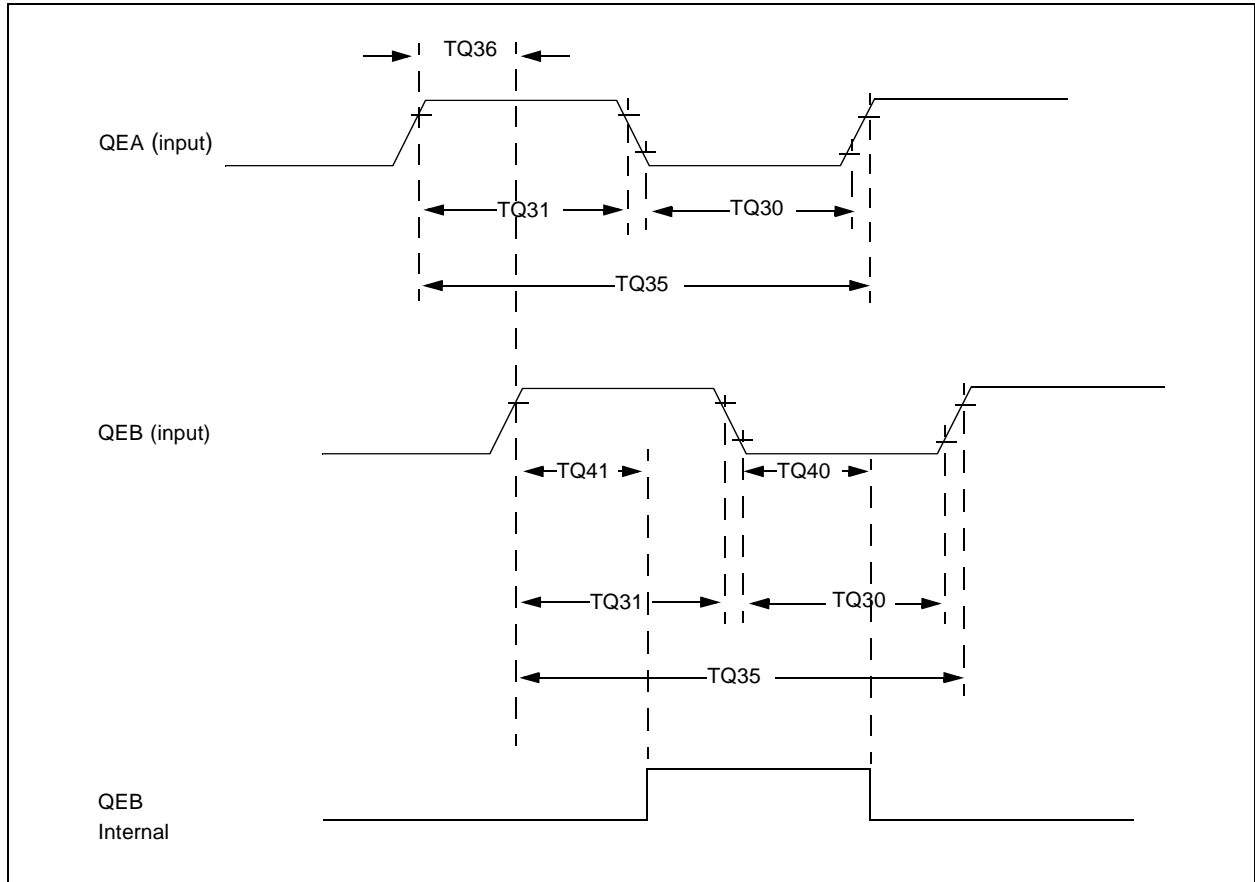 TQ36
QEA (input)
TQ31
TQ30
TQ35
QEB (input)
TQ41
TQ40
TQ31
TQ30
TQ35
QEB
Internal